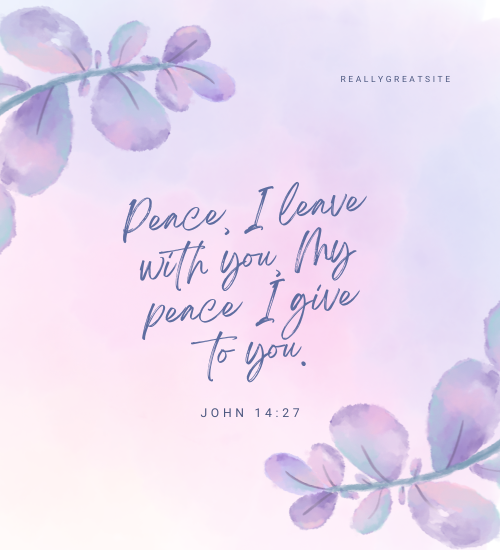 REALLYGREATSITE
Peace, I leave
with you, My
peace I give
to you.
JOHN 14:27